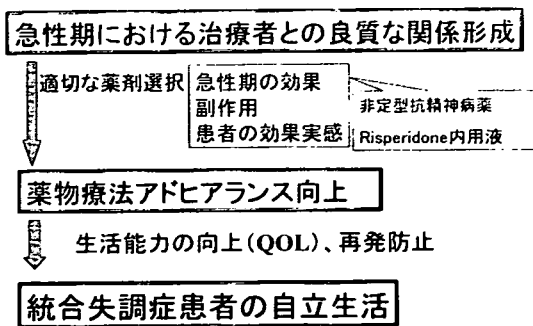 急性期における治療者との良質な関係形成
適切な薬剤選択
急性期の効果
副作用
患者の効果実感
非定型抗精神病薬
Risperidone内用液
薬物療法アドヒアランス向上
生活能力の向上(QOL)、再発防止
統合失調症患者の自立生活